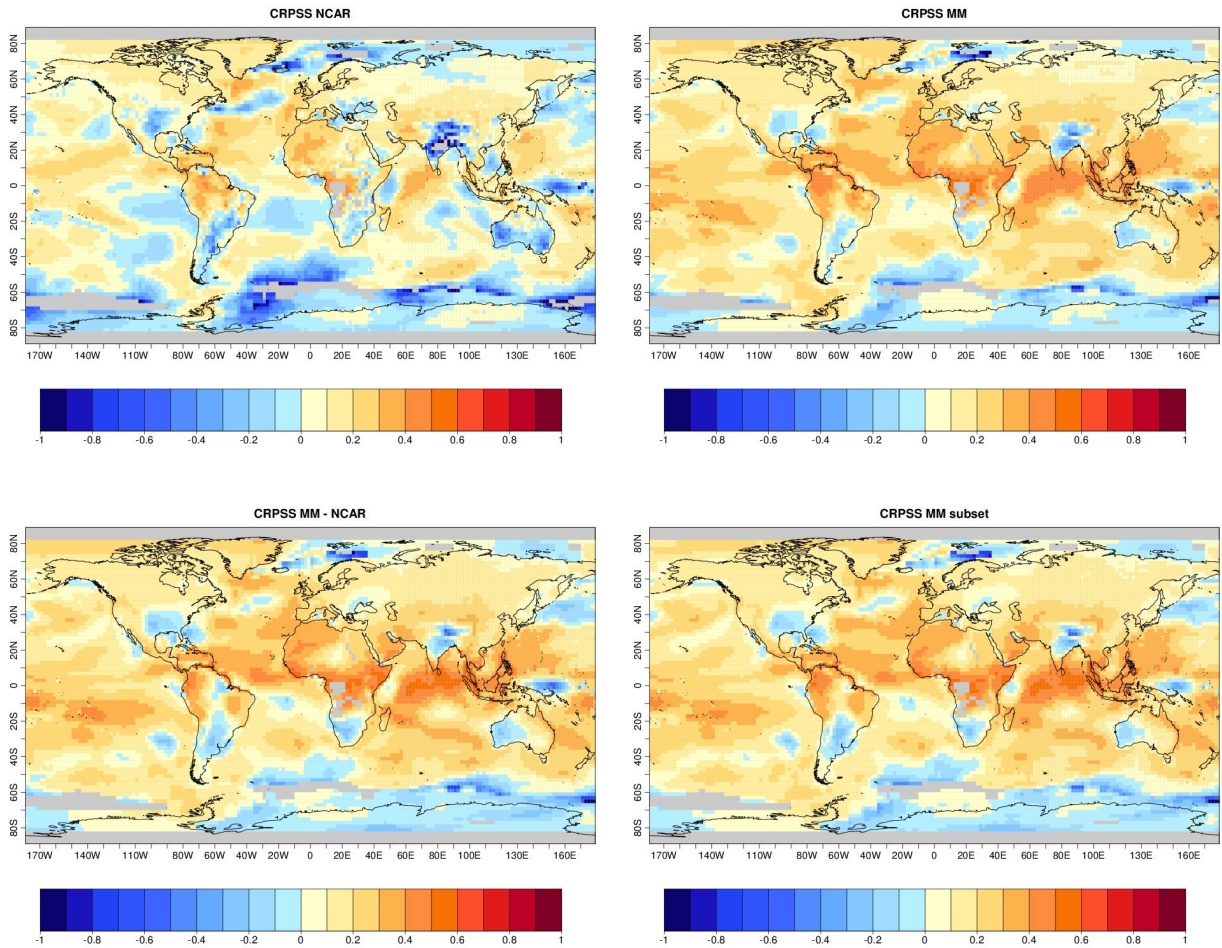 CRPSS NCAR
80N
60N
40N
20N
0
20S
40S
60S
80S
170W 140W 110W 80W 60W 40W 20W 0 20E 40E 60E 80E 100E 130E 160E
-1 -0.8 -0.6 -0.4 -0.2 0 0.2 0.4 0.6 0.8 1
CRPSS MM
80N
60N
40N
20N
0
20S
40S
60S
80S
170W 140W 110W 80W 60W 40W 20W 0 20E 40E 60E 80E 100E 130E 160E
-1 -0.8 -0.6 -0.4 -0.2 0 0.2 0.4 0.6 0.8 1
CRPSS MM - NCAR
80N
60N
40N
20N
0
20S
40S
60S
80S
170W 140W 110W 80W 60W 40W 20W 0 20E 40E 60E 80E 100E 130E 160E
-1 -0.8 -0.6 -0.4 -0.2 0 0.2 0.4 0.6 0.8 1
CRPSS MM subset
80N
60N
40N
20N
0
20S
40S
60S
80S
170W 140W 110W 80W 60W 40W 20W 0 20E 40E 60E 80E 100E 130E 160E
-1 -0.8 -0.6 -0.4 -0.2 0 0.2 0.4 0.6 0.8 1